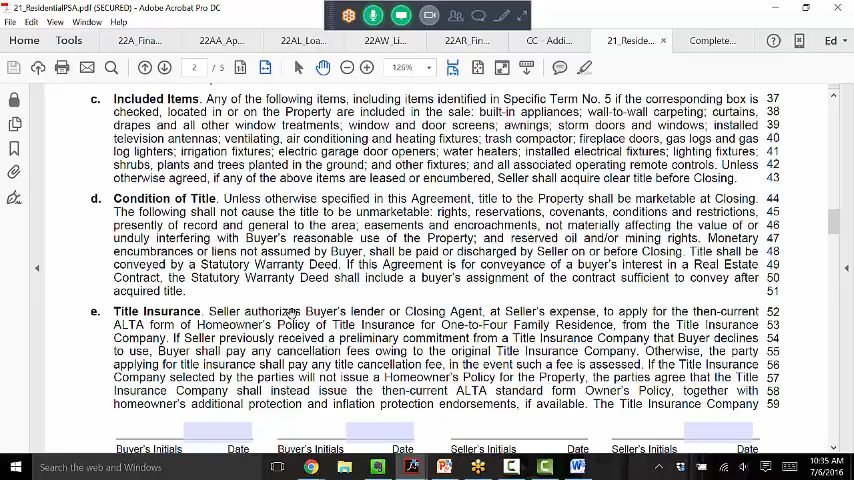 21_ResidentialPSA.pdf (SECURED) - Adobe Acrobat Pro DC
File Edit View Window Help
Home Tools 22A_Fina... 22AA_Ap... 22AL_Loa... 22AW_Li... 22AR_Fin... CC - Addi... 21_Reside... × Complete... Ed
2 / 5 126%
c. Included Items. Any of the following items, including items identified in Specific Term No. 5 if the corresponding box is 37
checked, located in or on the Property are included in the sale: built-in appliances; wall-to-wall carpeting; curtains, 38
drapes and all other window treatments; window and door screens; awnings; storm doors and windows; installed 39
television antennas; ventilating, air conditioning and heating fixtures; trash compactor; fireplace doors, gas logs and gas 40
log lighters; irrigation fixtures; electric garage door openers; water heaters; installed electrical fixtures; lighting fixtures; 41
shrubs, plants and trees planted in the ground; and other fixtures; and all associated operating remote controls. Unless 42
otherwise agreed, if any of the above items are leased or encumbered, Seller shall acquire clear title before Closing. 43
d. Condition of Title. Unless otherwise specified in this Agreement, title to the Property shall be marketable at Closing. 44
The following shall not cause the title to be unmarketable: rights, reservations, covenants, conditions and restrictions, 45
presently of record and general to the area; easements and encroachments, not materially affecting the value of or 46
unduly interfering with Buyer's reasonable use of the Property; and reserved oil and/or mining rights. Monetary 47
encumbrances or liens not assumed by Buyer, shall be paid or discharged by Seller on or before Closing. Title shall be 48
conveyed by a Statutory Warranty Deed. If this Agreement is for conveyance of a buyer's interest in a Real Estate 49
Contract, the Statutory Warranty Deed shall include a buyer's assignment of the contract sufficient to convey after 50
acquired title. 51
e. Title Insurance. Seller authorizes Buyer's lender or Closing Agent, at Seller's expense, to apply for the then-current 52
ALTA form of Homeowner's Policy of Title Insurance for One-to-Four Family Residence, from the Title Insurance 53
Company. If Seller previously received a preliminary commitment from a Title Insurance Company that Buyer declines 54
to use, Buyer shall pay any cancellation fees owing to the original Title Insurance Company. Otherwise, the party 55
applying for title insurance shall pay any title cancellation fee, in the event such a fee is assessed. If the Title Insurance 56
Company selected by the parties will not issue a Homeowner's Policy for the Property, the parties agree that the Title 57
Insurance Company shall instead issue the then-current ALTA standard form Owner's Policy, together with 58
homeowner's additional protection and inflation protection endorsements, if available. The Title Insurance Company 59
Buyer's Initials Date Buyer's Initials Date Seller's Initials Date Seller's Initials Date
Search the web and Windows
10:35 AM
7/6/2016